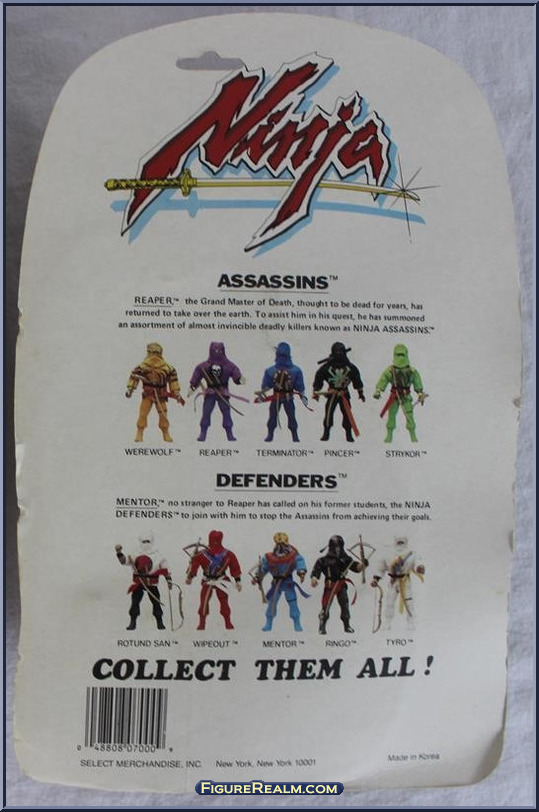 Ninja
ASSASSINS™
REAPER,™ the Grand Master of Death, thought to be dead for years, has
returned to take over the earth. To assist him in his quest, he has summoned
an assortment of almost invincible deadly killers known as NINJA ASSASSINS.™
WEREWOLF™ REAPER™ TERMINATOR™ PINCER™ STRYKOR™
DEFENDERS™
MENTOR,™ no stranger to Reaper has called on his former students, the NINJA
DEFENDERS™ to join with him to stop the Assassins from achieving their goals.
ROTUND SAN™ WIPEOUT™ MENTOR™ RINGO™ TYRO™
COLLECT THEM ALL!
0 48808 07000 9
SELECT MERCHANDISE, INC. New York, New York 10001 Made in Korea
FIGUREREALM.COM